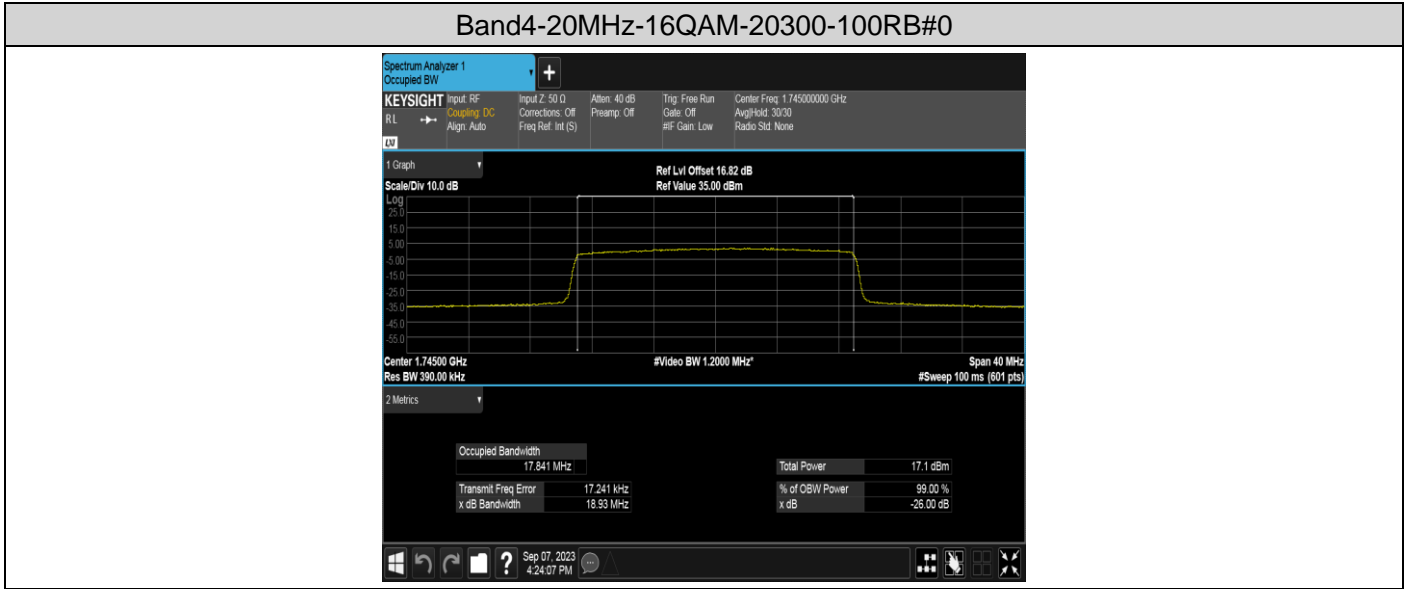 Band4-20MHz-16QAM-20300-100RB#0
Spectrum Analyzer 1
Occupied BW
KEYSIGHT
RL
LXI
Input: RF
Coupling: DC
Align: Auto
Input Z: 50 Ω
Corrections: Off
Freq Ref: Int (S)
Atten: 40 dB
Preamp: Off
Trig: Free Run
Gate: Off
#IF Gain: Low
Center Freq: 1.745000000 GHz
Avg|Hold: 30/30
Radio Std: None
1 Graph
Scale/Div 10.0 dB
Ref Lvl Offset 16.82 dB
Ref Value 35.00 dBm
Log
25.0
15.0
5.00
-5.00
-15.0
-25.0
-35.0
-45.0
-55.0
Center 1.74500 GHz
#Video BW 1.2000 MHz*
Span 40 MHz
Res BW 390.00 kHz
#Sweep 100 ms (601 pts)
2 Metrics
Occupied Bandwidth
17.841 MHz
Transmit Freq Error 17.241 kHz
x dB Bandwidth 18.93 MHz
Total Power 17.1 dBm
% of OBW Power 99.00 %
x dB -26.00 dB
Sep 07, 2023
4:24:07 PM